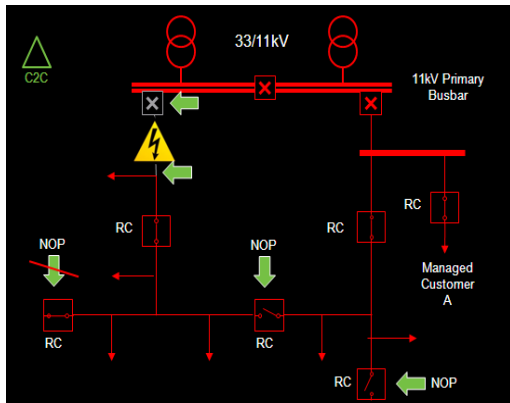 33/11kV
C2C
11kV Primary
Busbar
RC
RC
RC
Managed
Customer
A
NOP
NOP
RC
RC
RC
NOP